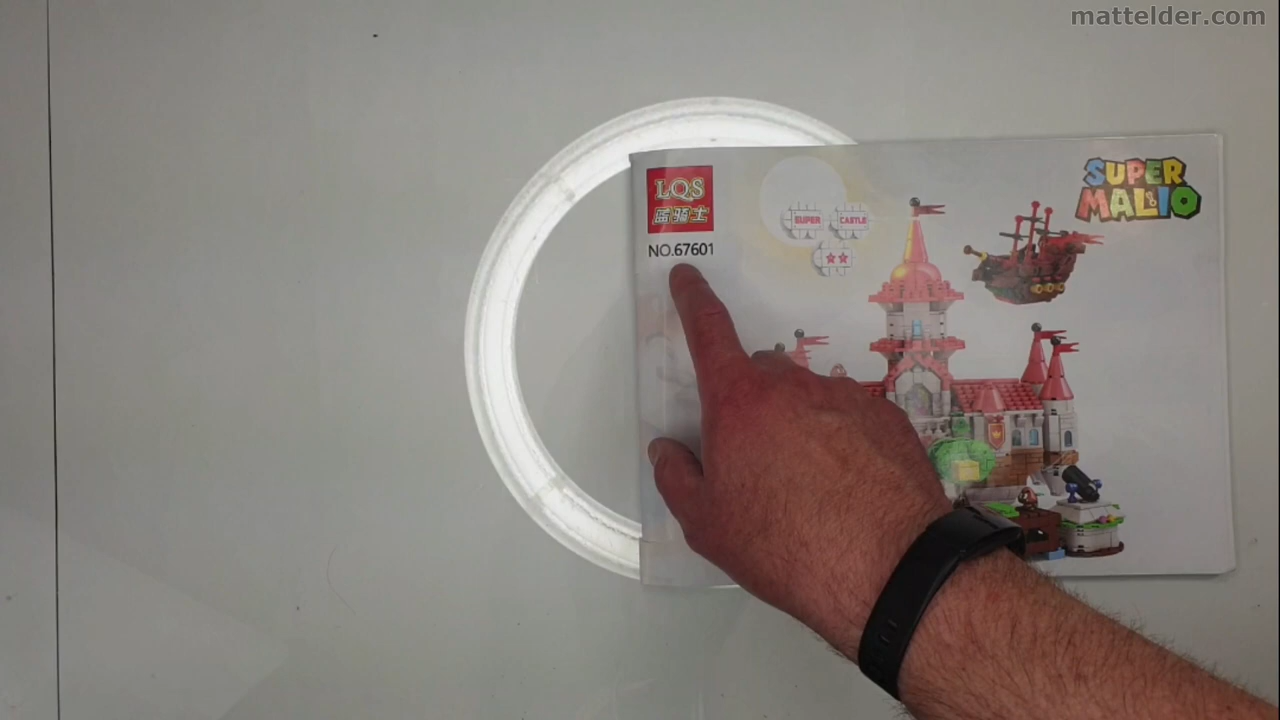 mattelder.com
LQS
蓝骑士
NO.67601
SUPER
CASTLE
SUPER
MALIO